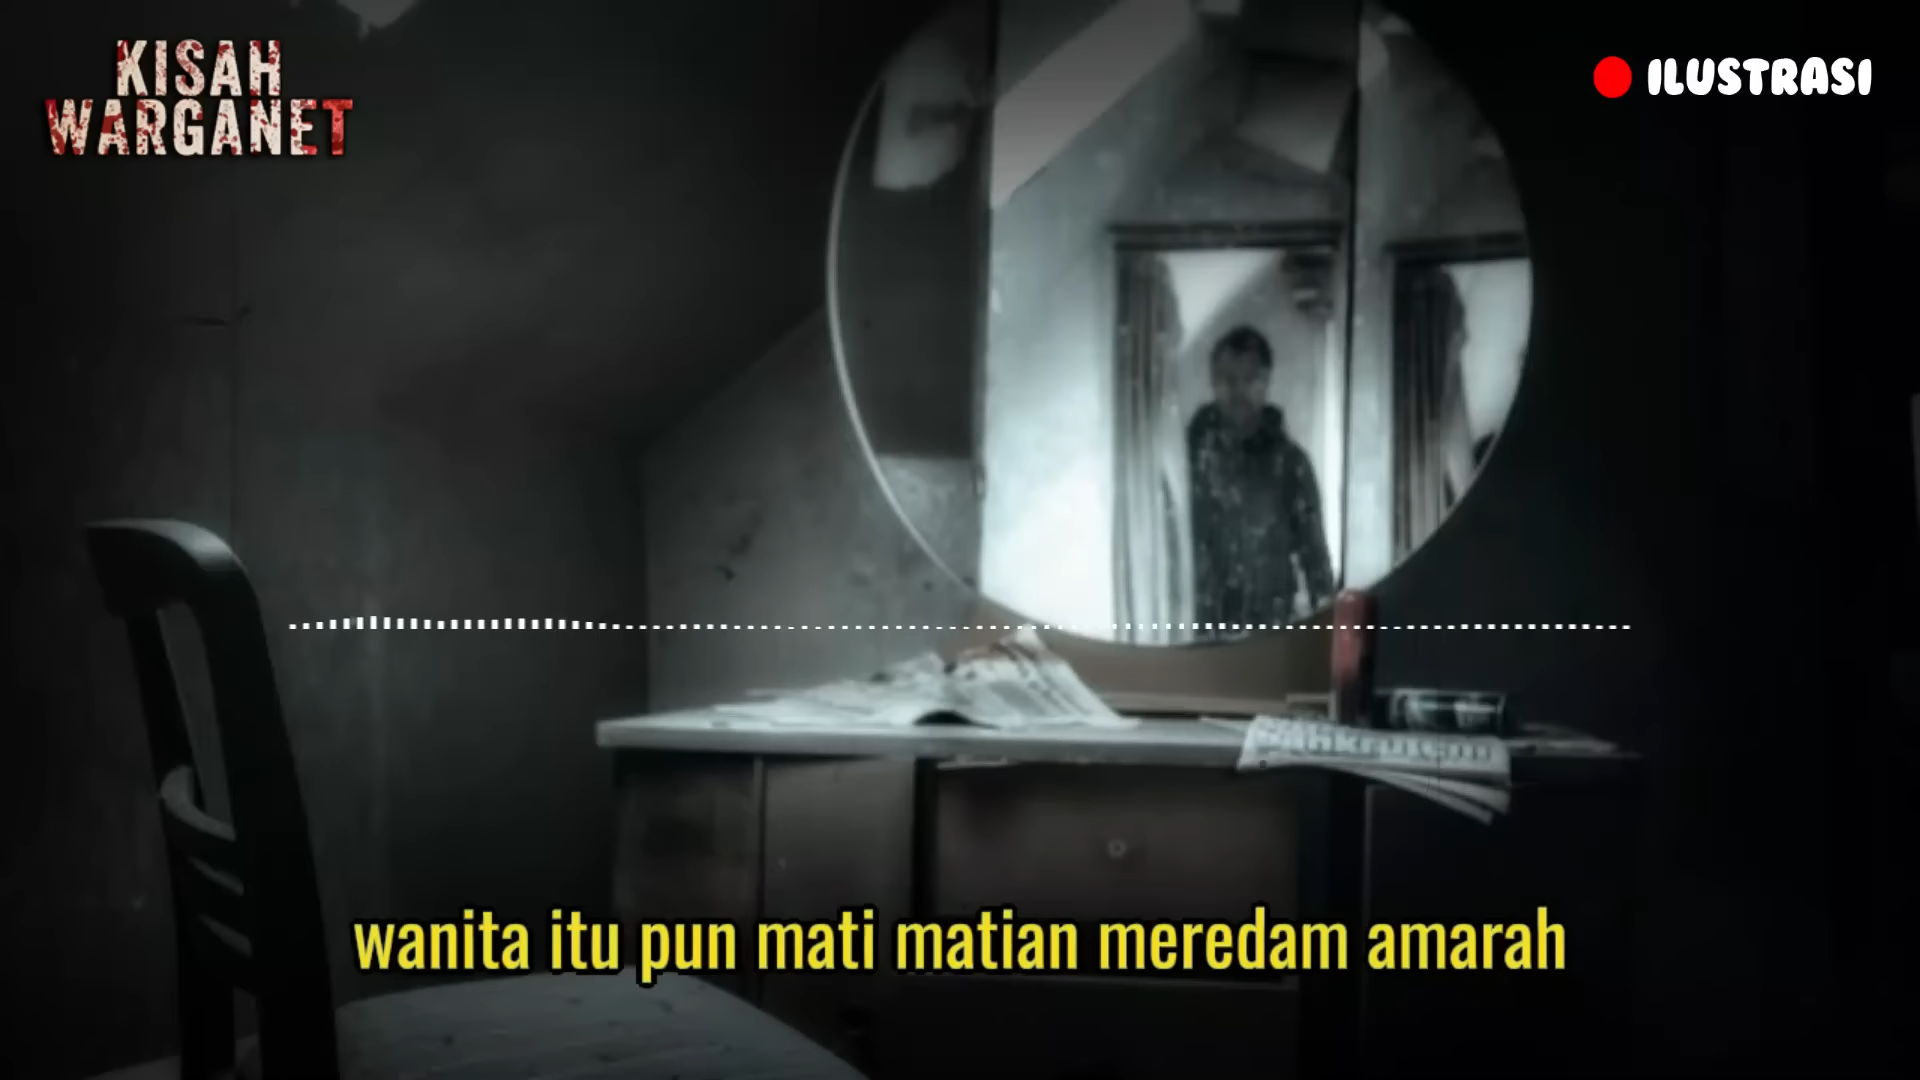 KISAH
WARGANET
ILUSTRASI
wanita itu pun mati matian meredam amarah